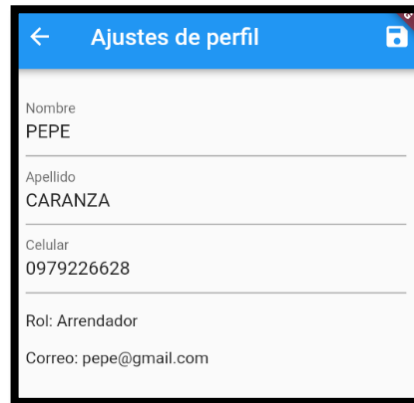 Ajustes de perfil
Nombre
PEPE
Apellido
CARANZA
Celular
0979226628
Rol: Arrendador
Correo: pepe@gmail.com